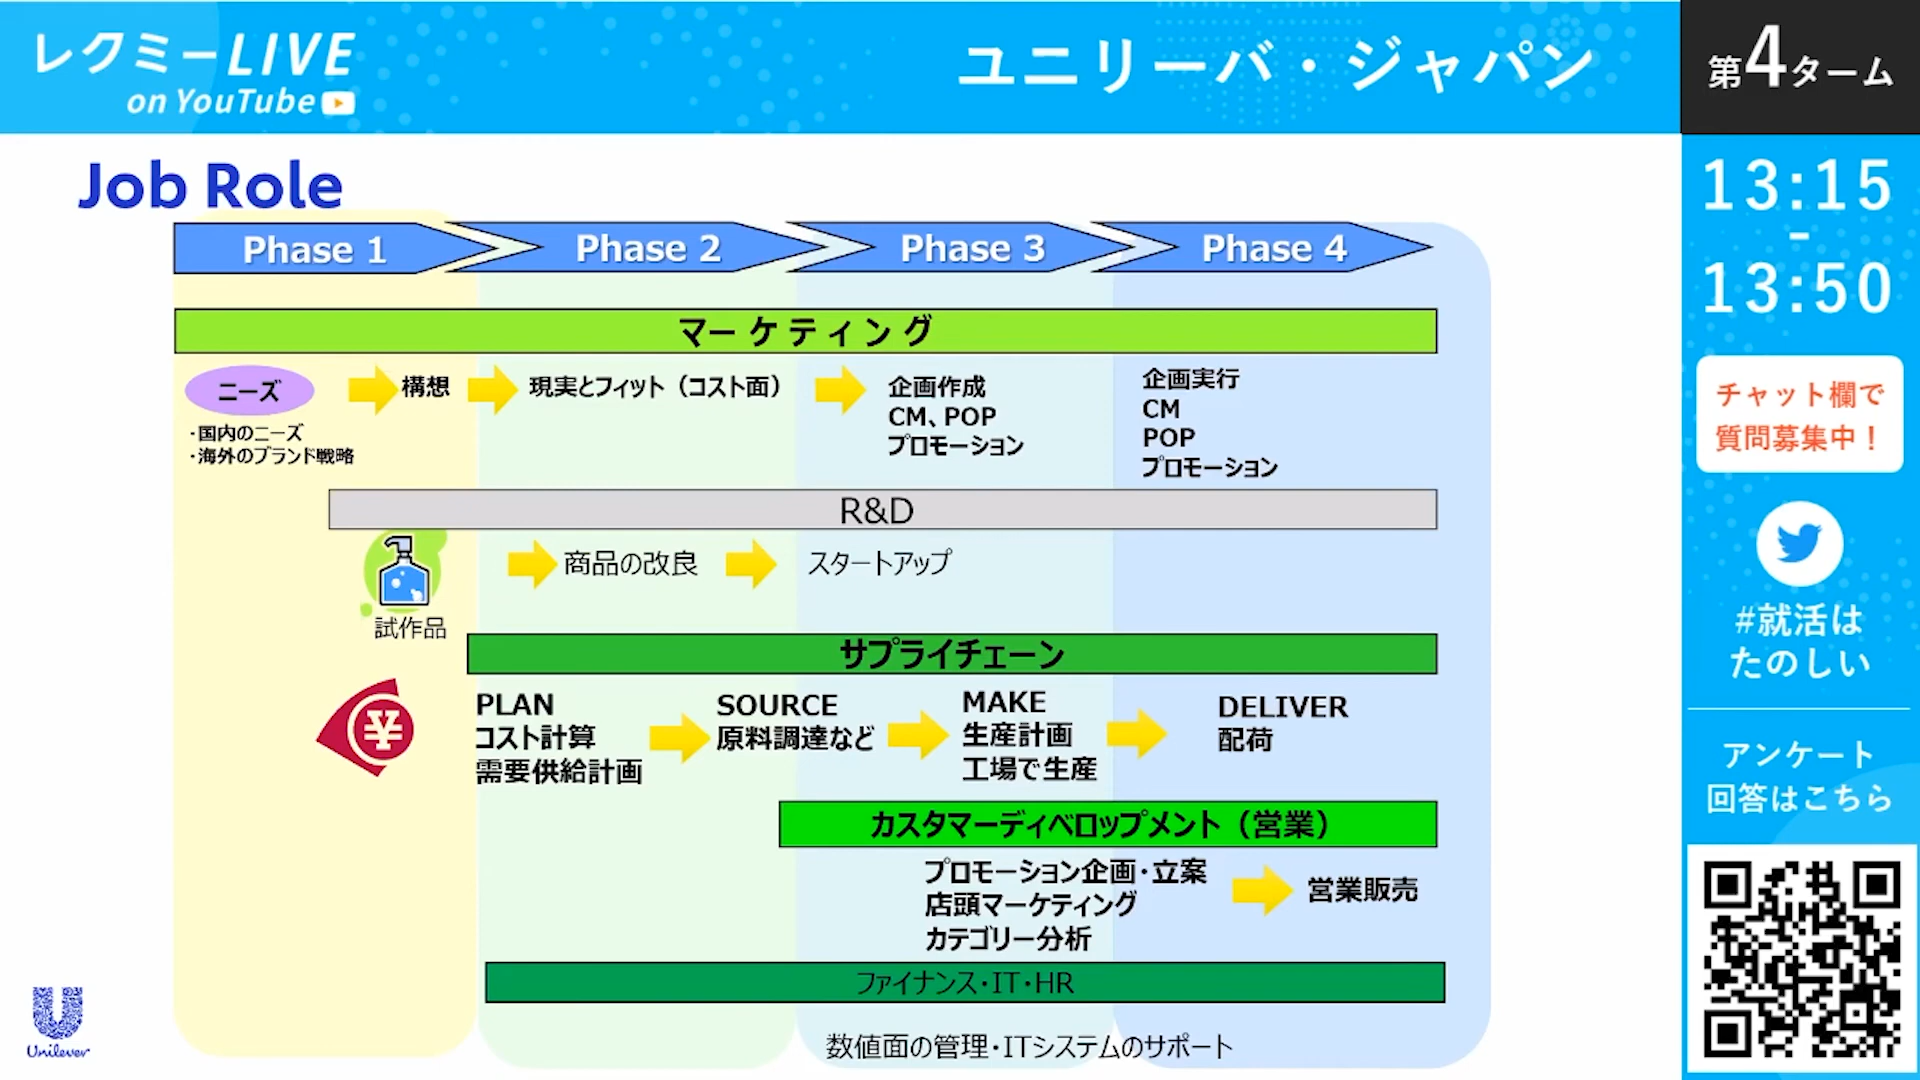 レクミーLIVE
on YouTube
ユニリーバ・ジャパン
第4ターム
Job Role
Phase 1
Phase 2
Phase 3
Phase 4
マーケティング
ニーズ
・国内のニーズ
・海外のブランド戦略
構想
現実とフィット（コスト面）
企画作成
CM、POP
プロモーション
企画実行
CM
POP
プロモーション
R&D
試作品
商品の改良
スタートアップ
サプライチェーン
¥
PLAN
コスト計算
需要供給計画
SOURCE
原料調達など
MAKE
生産計画
工場で生産
DELIVER
配荷
カスタマーディベロップメント（営業）
プロモーション企画・立案
店頭マーケティング
カテゴリー分析
営業販売
ファイナンス・IT・HR
数値面の管理・ITシステムのサポート
Unilever
13:15
-
13:50
チャット欄で
質問募集中！
#就活は
たのしい
アンケート
回答はこちら